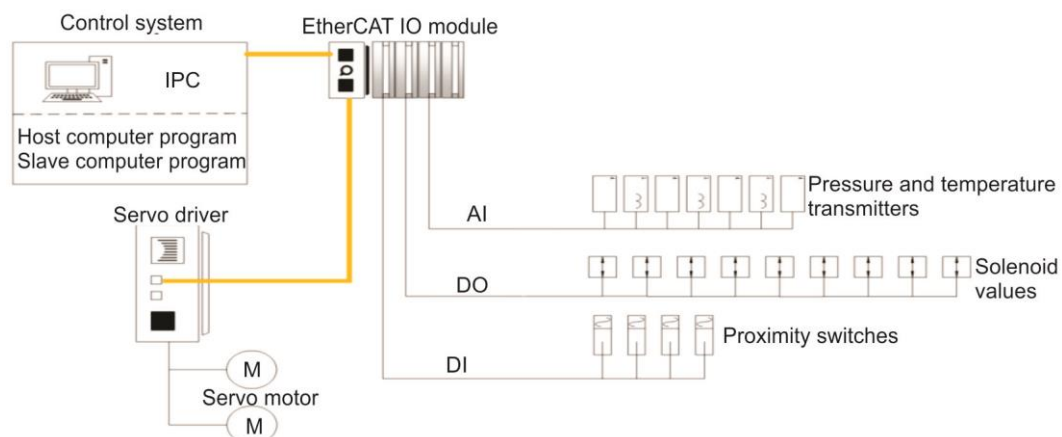 Control system
EtherCAT IO module
IPC
Host computer program
Slave computer program
Servo driver
AI
Pressure and temperature
transmitters
DO
Solenoid
values
DI
Proximity switches
M
Servo motor
M